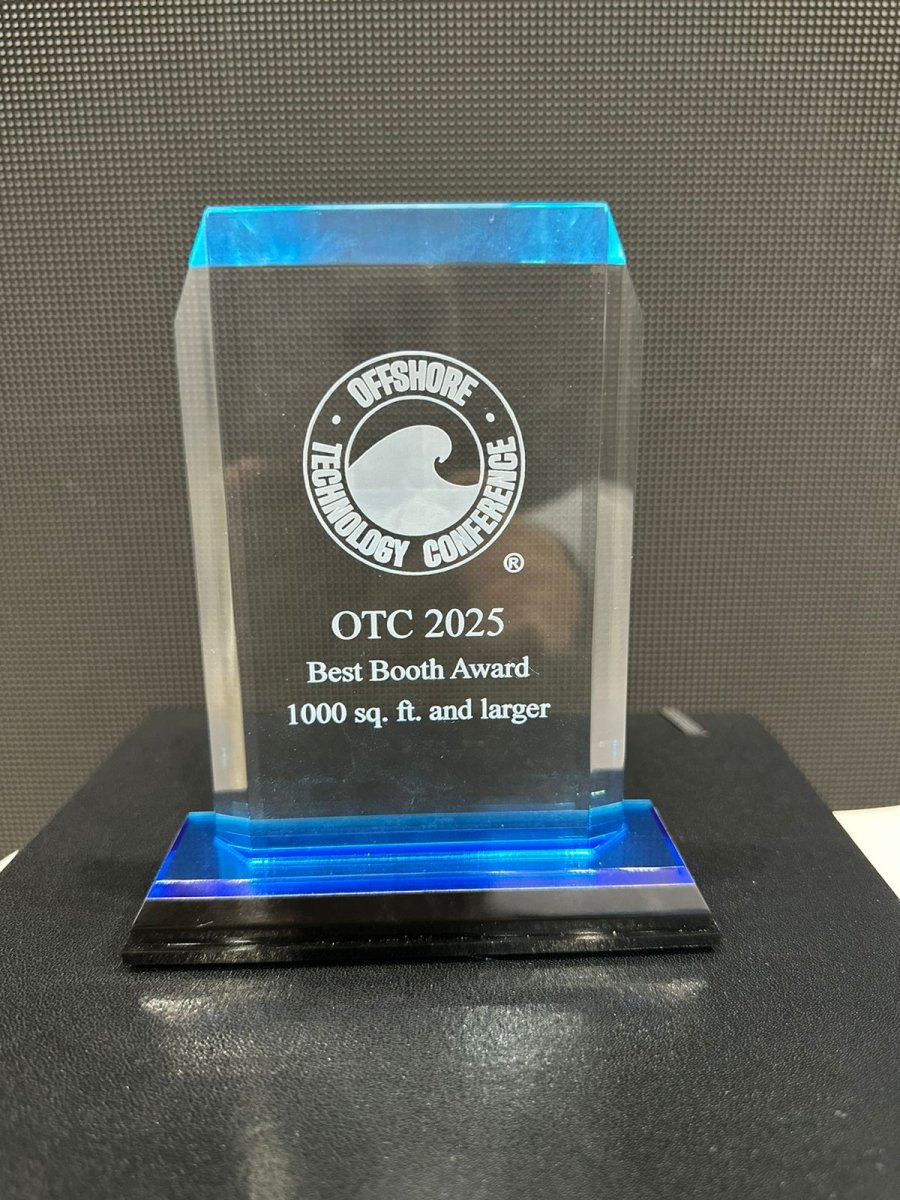 OFFSHORE
TECHNOLOGY CONFERENCE
®
OTC 2025
Best Booth Award
1000 sq. ft. and larger